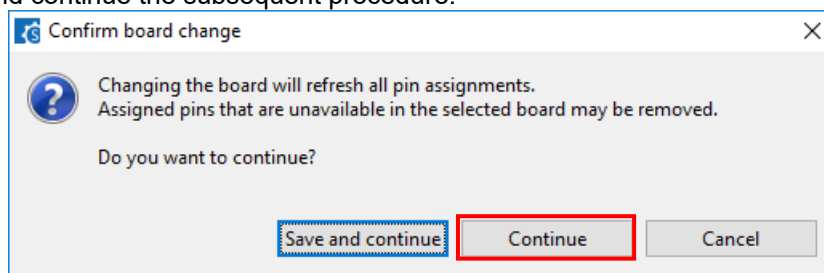 nd continue the subsequent procedure.
Confirm board change
Changing the board will refresh all pin assignments.
Assigned pins that are unavailable in the selected board may be removed.
Do you want to continue?
Save and continue Continue Cancel